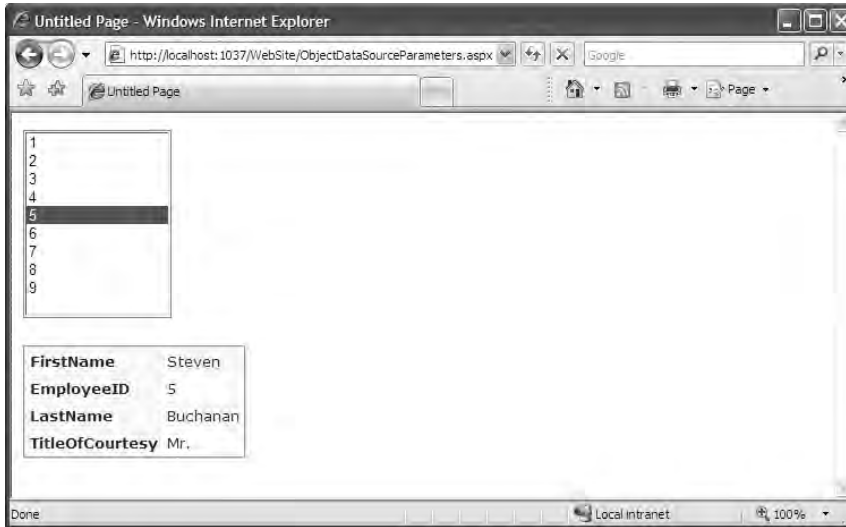 Untitled Page - Windows Internet Explorer
http://localhost:1037/WebSite/ObjectDataSourceParameters.aspx
Google
Untitled Page
Page
1
2
3
4
5
6
7
8
9
FirstName Steven
EmployeeID 5
LastName Buchanan
TitleOfCourtesy Mr.
Done
Local intranet
100%